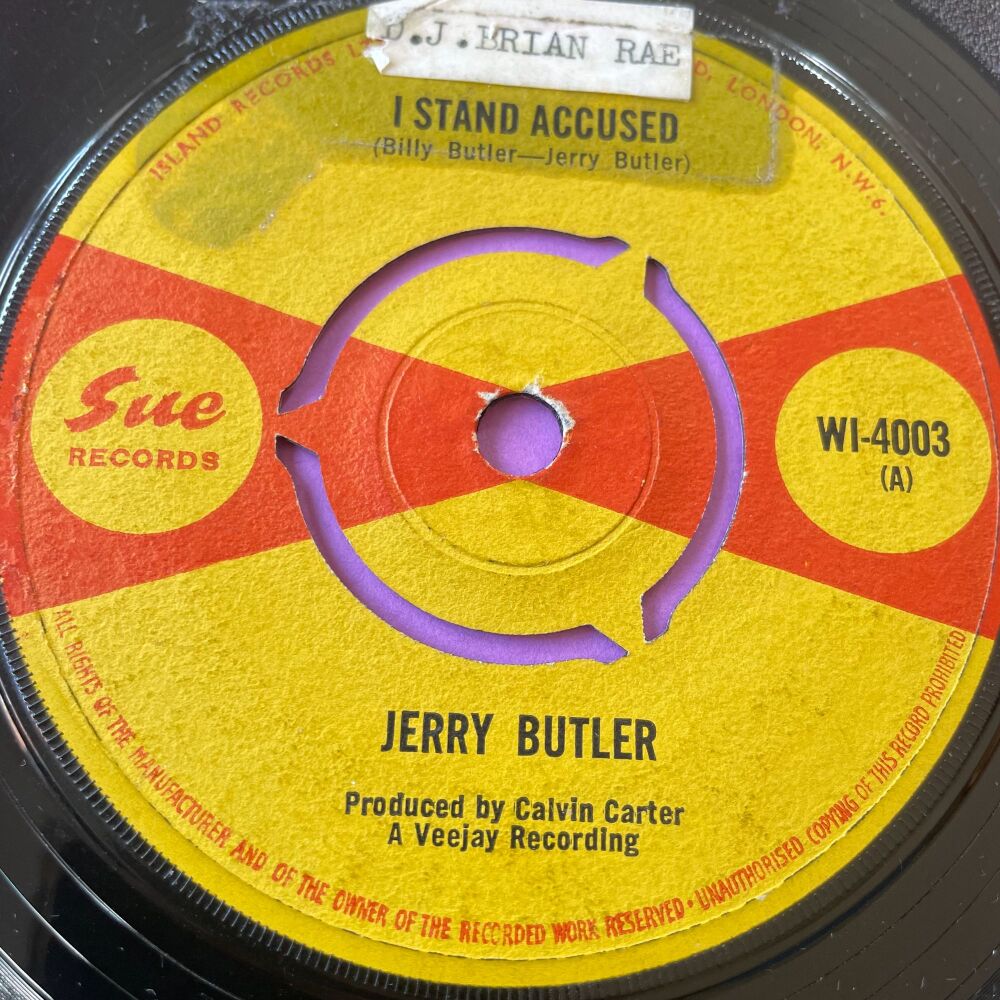 D.J. BRIAN RAE
ISLAND RECORDS
D. LONDON, N.W.6.
I STAND ACCUSED
(Billy Butler—Jerry Butler)
Sue
RECORDS
WI-4003
(A)
JERRY BUTLER
Produced by Calvin Carter
A Veejay Recording
ALL RIGHTS OF THE MANUFACTURER AND OF THE OWNER OF THE RECORDED WORK RESERVED • UNAUTHORISED COPYING OF THIS RECORD PROHIBITED